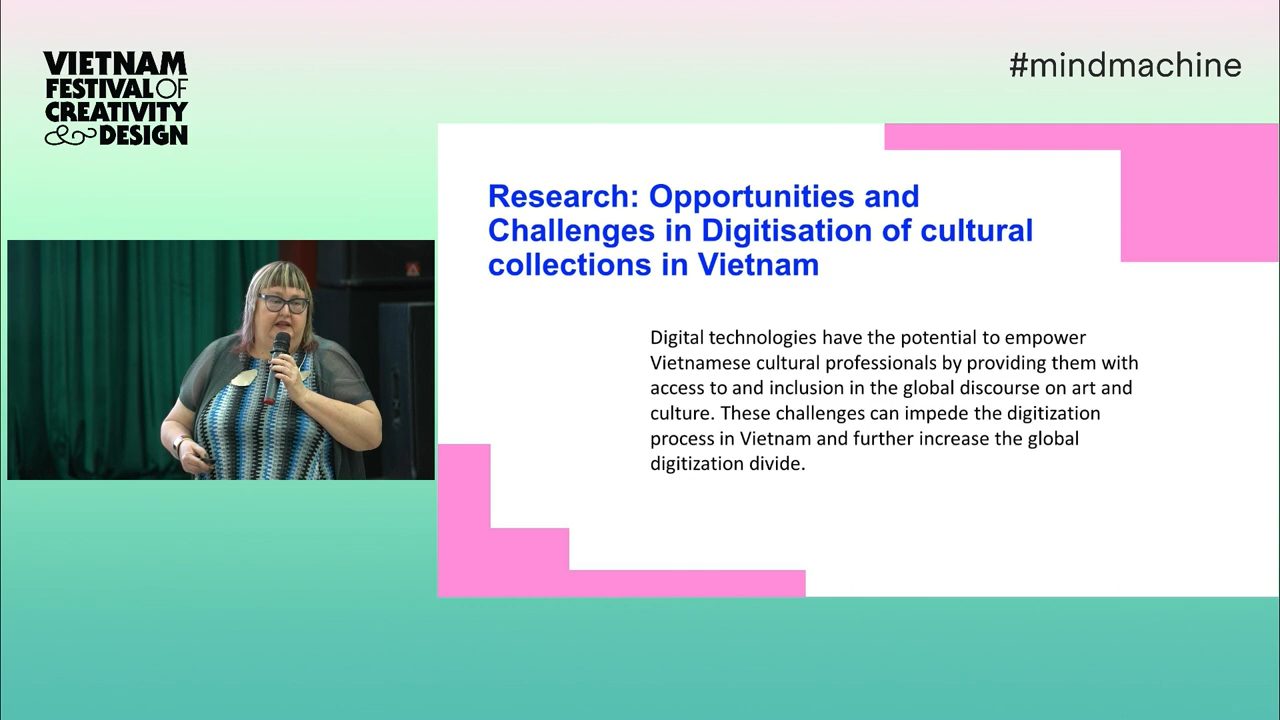 VIETNAM
FESTIVAL OF
CREATIVITY
& DESIGN
#mindmachine
Research: Opportunities and
Challenges in Digitisation of cultural
collections in Vietnam
Digital technologies have the potential to empower
Vietnamese cultural professionals by providing them with
access to and inclusion in the global discourse on art and
culture. These challenges can impede the digitization
process in Vietnam and further increase the global
digitization divide.